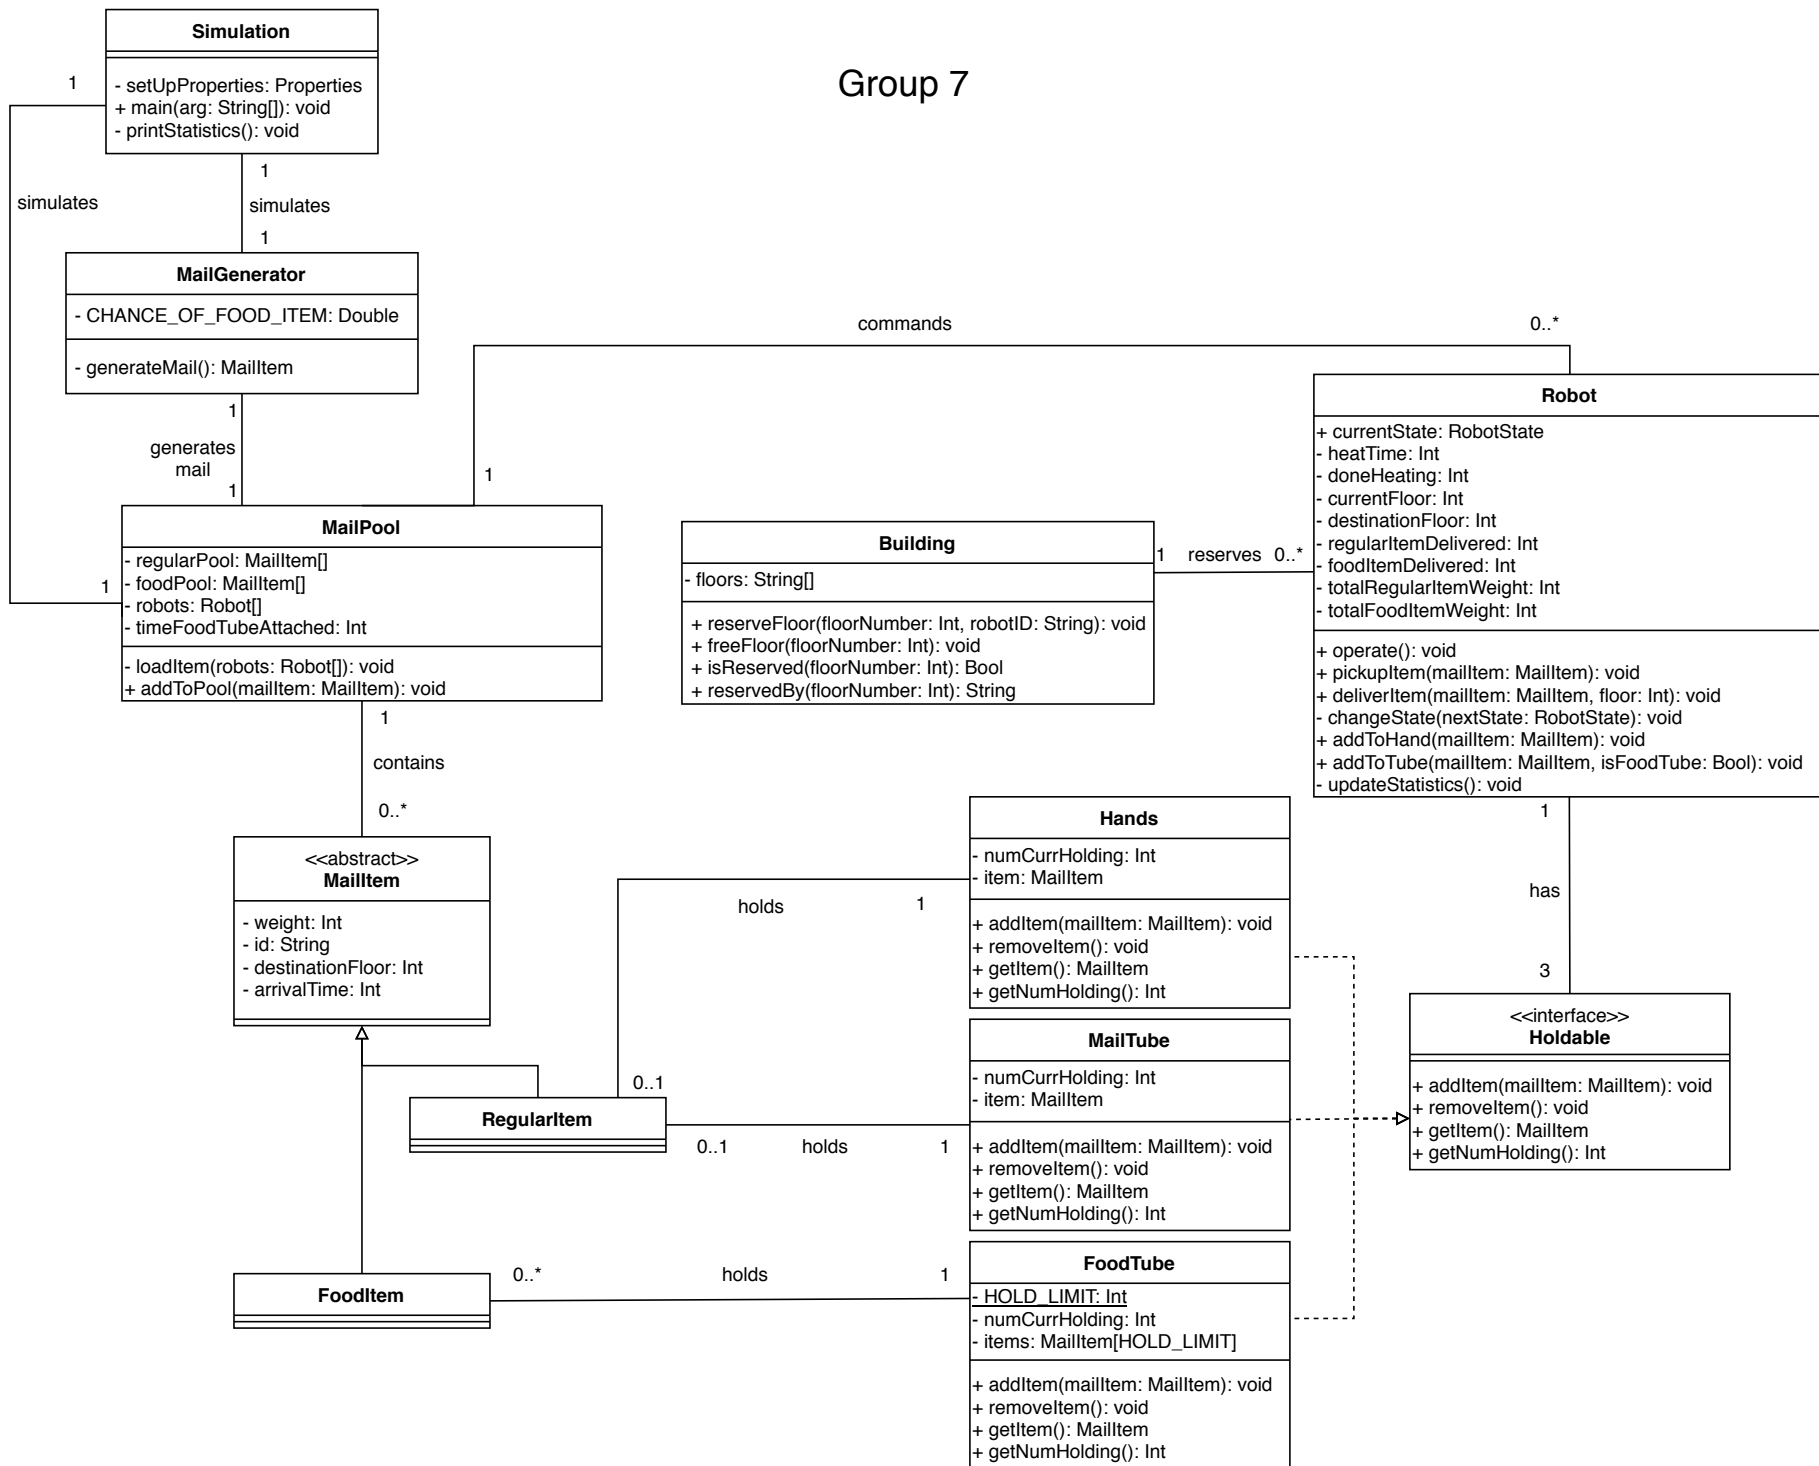 Group 7
Simulation
- setUpProperties: Properties
+ main(arg: String[]): void
- printStatistics(): void
1
simulates
1
1
simulates
1
MailGenerator
- CHANCE_OF_FOOD_ITEM: Double
- generateMail(): MailItem
1
generates
mail
1
commands
0..*
1
MailPool
- regularPool: MailItem[]
- foodPool: MailItem[]
- robots: Robot[]
- timeFoodTubeAttached: Int
- loadItem(robots: Robot[]): void
+ addToPool(mailItem: MailItem): void
Building
- floors: String[]
+ reserveFloor(floorNumber: Int, robotID: String): void
+ freeFloor(floorNumber: Int): void
+ isReserved(floorNumber: Int): Bool
+ reservedBy(floorNumber: Int): String
1 reserves 0..*
Robot
+ currentState: RobotState
- heatTime: Int
- doneHeating: Int
- currentFloor: Int
- destinationFloor: Int
- regularItemDelivered: Int
- foodItemDelivered: Int
- totalRegularItemWeight: Int
- totalFoodItemWeight: Int
+ operate(): void
+ pickupItem(mailItem: MailItem): void
+ deliverItem(mailItem: MailItem, floor: Int): void
- changeState(nextState: RobotState): void
+ addToHand(mailItem: MailItem): void
+ addToTube(mailItem: MailItem, isFoodTube: Bool): void
- updateStatistics(): void
1
contains
0..*
<<abstract>>
MailItem
- weight: Int
- id: String
- destinationFloor: Int
- arrivalTime: Int
Hands
- numCurrHolding: Int
- item: MailItem
+ addItem(mailItem: MailItem): void
+ removeItem(): void
+ getItem(): MailItem
+ getNumHolding(): Int
holds
1
0..1
1
has
3
<<interface>>
Holdable
+ addItem(mailItem: MailItem): void
+ removeItem(): void
+ getItem(): MailItem
+ getNumHolding(): Int
RegularItem
0..1 holds 1
MailTube
- numCurrHolding: Int
- item: MailItem
+ addItem(mailItem: MailItem): void
+ removeItem(): void
+ getItem(): MailItem
+ getNumHolding(): Int
FoodItem
0..* holds 1
FoodTube
- HOLD_LIMIT: Int
- numCurrHolding: Int
- items: MailItem[HOLD_LIMIT]
+ addItem(mailItem: MailItem): void
+ removeItem(): void
+ getItem(): MailItem
+ getNumHolding(): Int